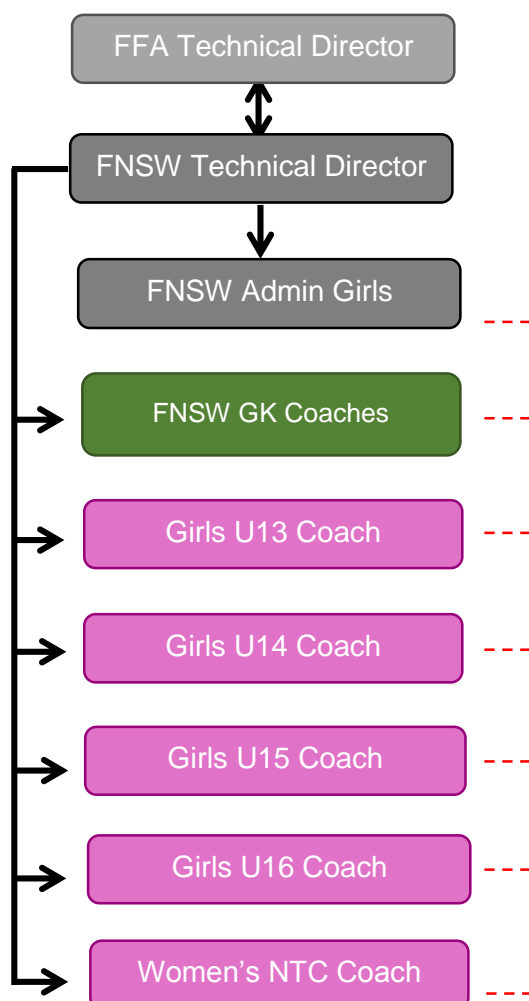 FFA Technical Director
FNSW Technical Director
FNSW Admin Girls
FNSW GK Coaches
Girls U13 Coach
Girls U14 Coach
Girls U15 Coach
Girls U16 Coach
Women's NTC Coach